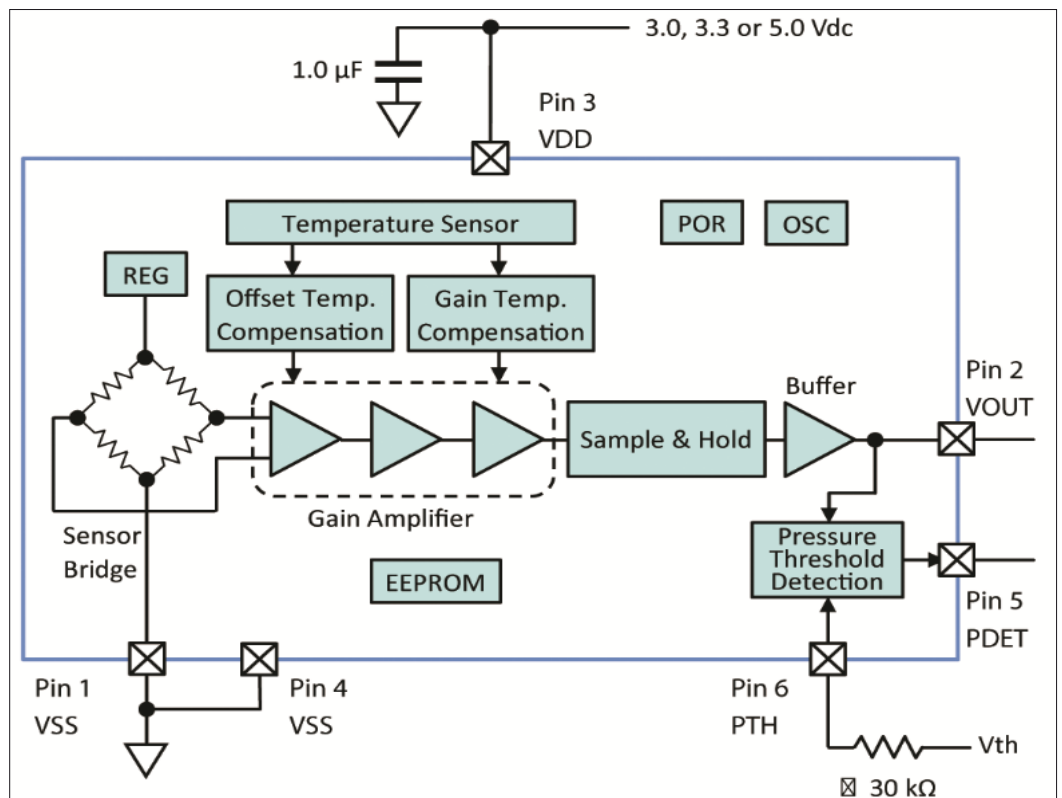 3.0, 3.3 or 5.0 Vdc
1.0 µF
Pin 3
VDD
Temperature Sensor
POR
OSC
REG
Offset Temp.
Compensation
Gain Temp.
Compensation
Buffer
Pin 2
VOUT
Sample & Hold
Gain Amplifier
Sensor
Bridge
Pressure
Threshold
Detection
EEPROM
Pin 5
PDET
Pin 1
VSS
Pin 4
VSS
Pin 6
PTH
Vth
30 kΩ